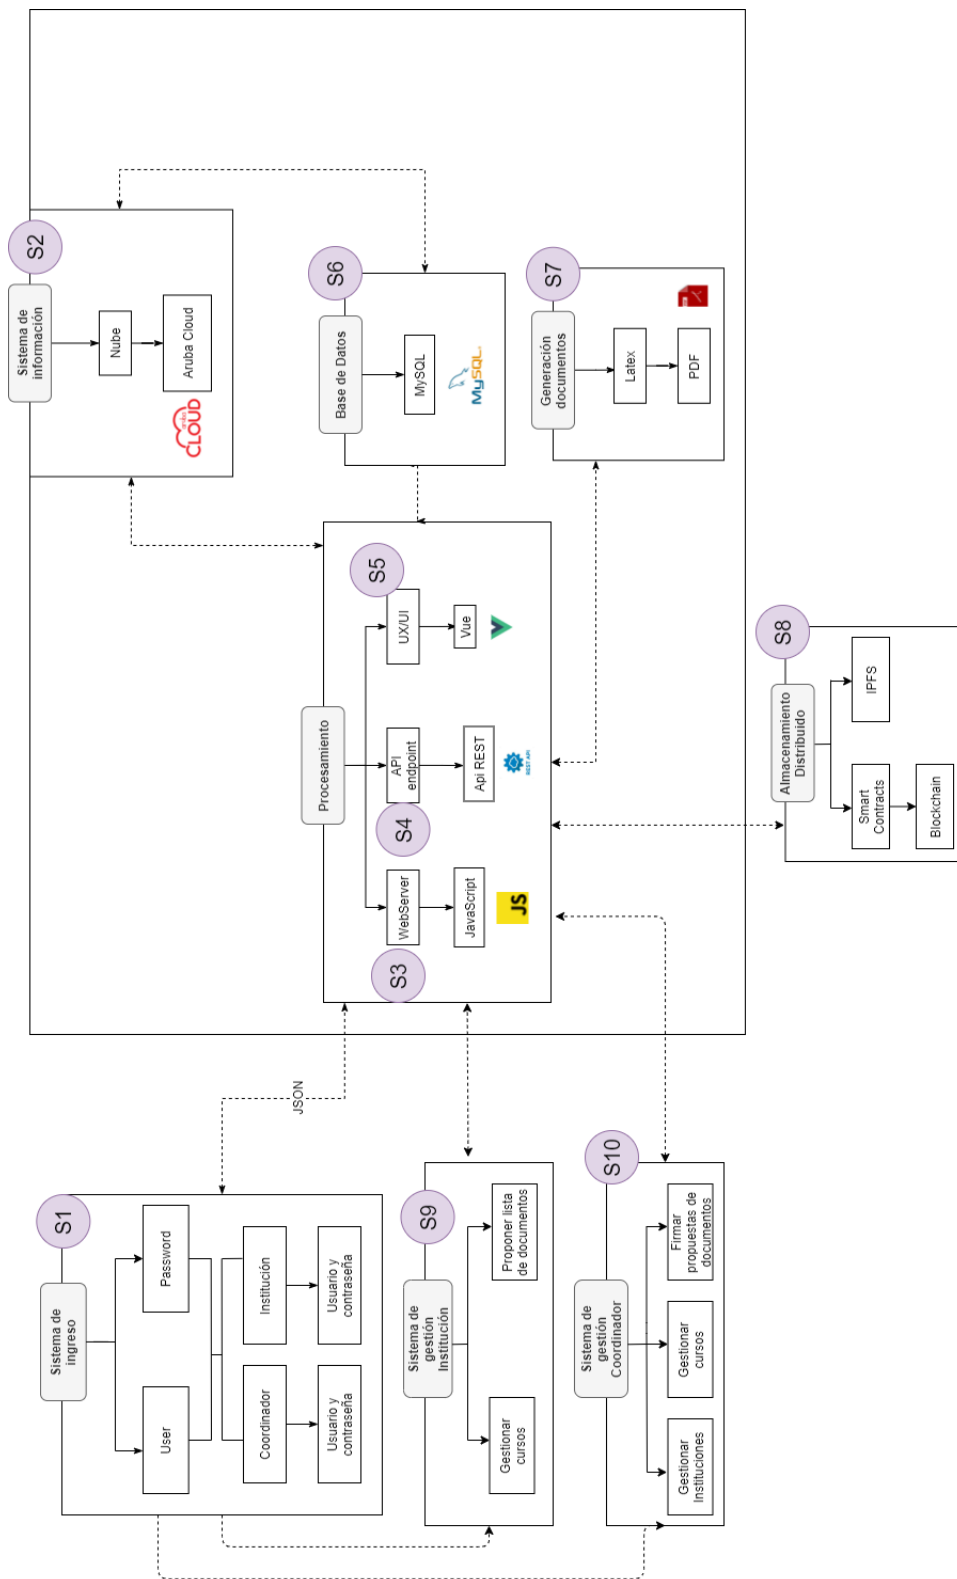 S1
Sistema de
ingreso
User
Password
Coordinador
Institución
Usuario y
contraseña
Usuario y
contraseña
JSON
S9
Sistema de
gestión
Institución
Gestionar
cursos
Proponer lista
de documentos
S10
Sistema de
gestión
Coordinador
Gestionar
Instituciones
Gestionar
cursos
Firmar
propuestas de
documentos
Procesamiento
S3
WebServer
JavaScript
JS
S4
API
endpoint
Api REST
REST API
S5
UX/UI
Vue
S2
Sistema de
información
Nube
Aruba Cloud
CLOUD
S6
Base de Datos
MySQL
MySQL
S7
Generación
documentos
Latex
PDF
S8
Almacenamiento
Distribuido
Smart
Contracts
Blockchain
IPFS